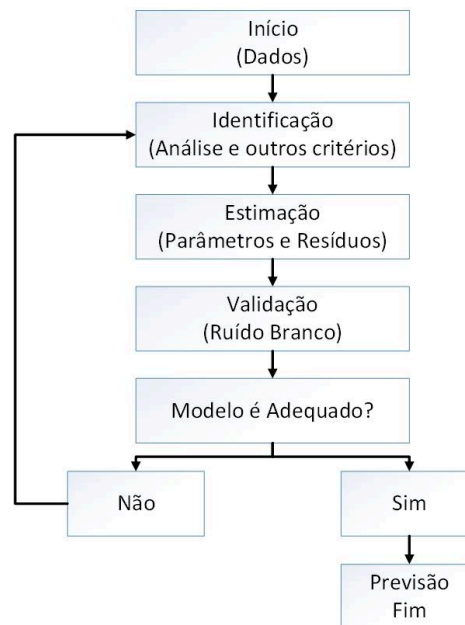 Início
(Dados)
Identificação
(Análise e outros critérios)
Estimação
(Parâmetros e Resíduos)
Validação
(Ruído Branco)
Modelo é Adequado?
Não
Sim
Previsão
Fim